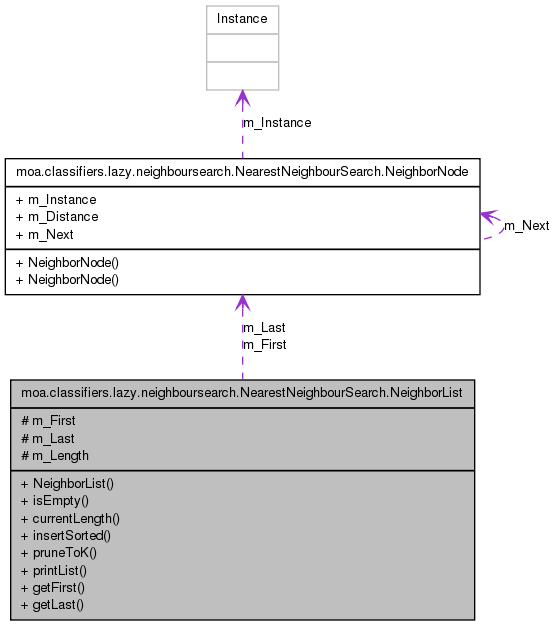 Instance
m_Instance
moa.classifiers.lazy.neighboursearch.NearestNeighbourSearch.NeighborNode
+ m_Instance
+ m_Distance
+ m_Next
m_Next
+ NeighborNode()
+ NeighborNode()
m_Last
m_First
moa.classifiers.lazy.neighboursearch.NearestNeighbourSearch.NeighborList
# m_First
# m_Last
# m_Length
+ NeighborList()
+ isEmpty()
+ currentLength()
+ insertSorted()
+ pruneToK()
+ printList()
+ getFirst()
+ getLast()